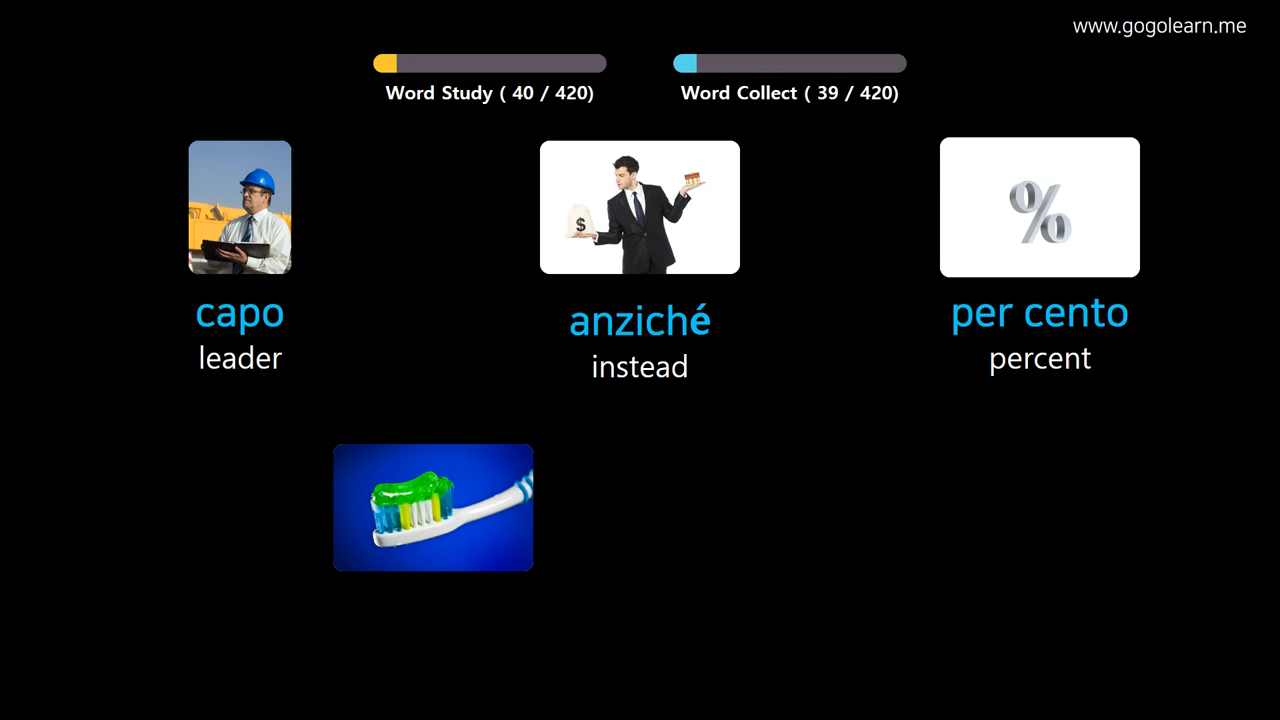 www.gogolearn.me
Word Study ( 40 / 420)
Word Collect ( 39 / 420)
$
%
capo
leader
anziché
instead
per cento
percent